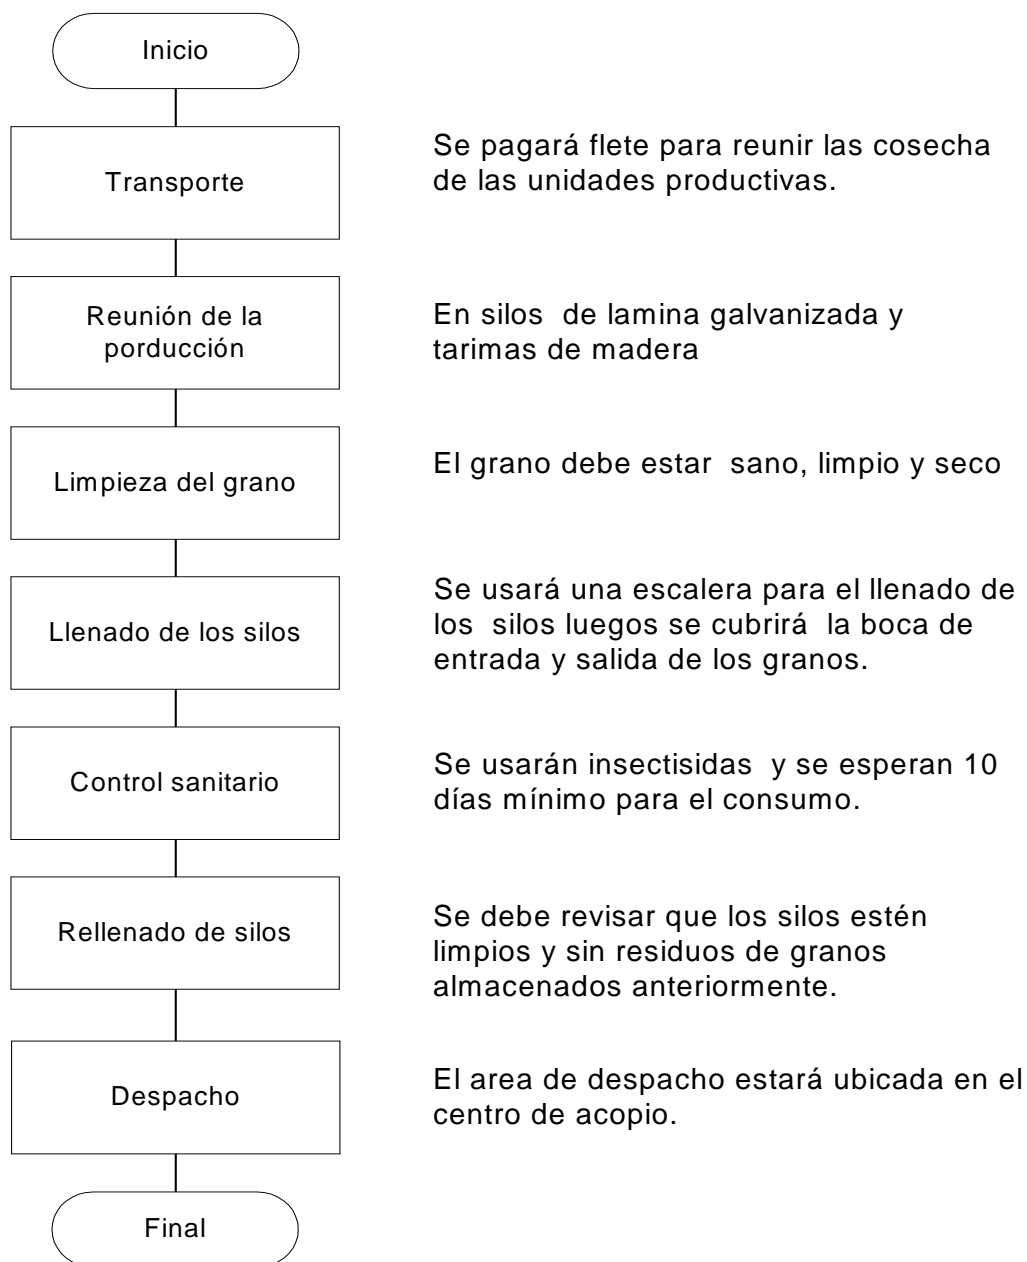 Inicio
Transporte
Se pagará flete para reunir las cosecha
de las unidades productivas.
Reunión de la
porducción
En silos de lamina galvanizada y
tarimas de madera
Limpieza del grano
El grano debe estar sano, limpio y seco
Llenado de los silos
Se usará una escalera para el llenado de
los silos luegos se cubrirá la boca de
entrada y salida de los granos.
Control sanitario
Se usarán insectisidas y se esperan 10
días mínimo para el consumo.
Rellenado de silos
Se debe revisar que los silos estén
limpios y sin residuos de granos
almacenados anteriormente.
Despacho
El area de despacho estará ubicada en el
centro de acopio.
Final